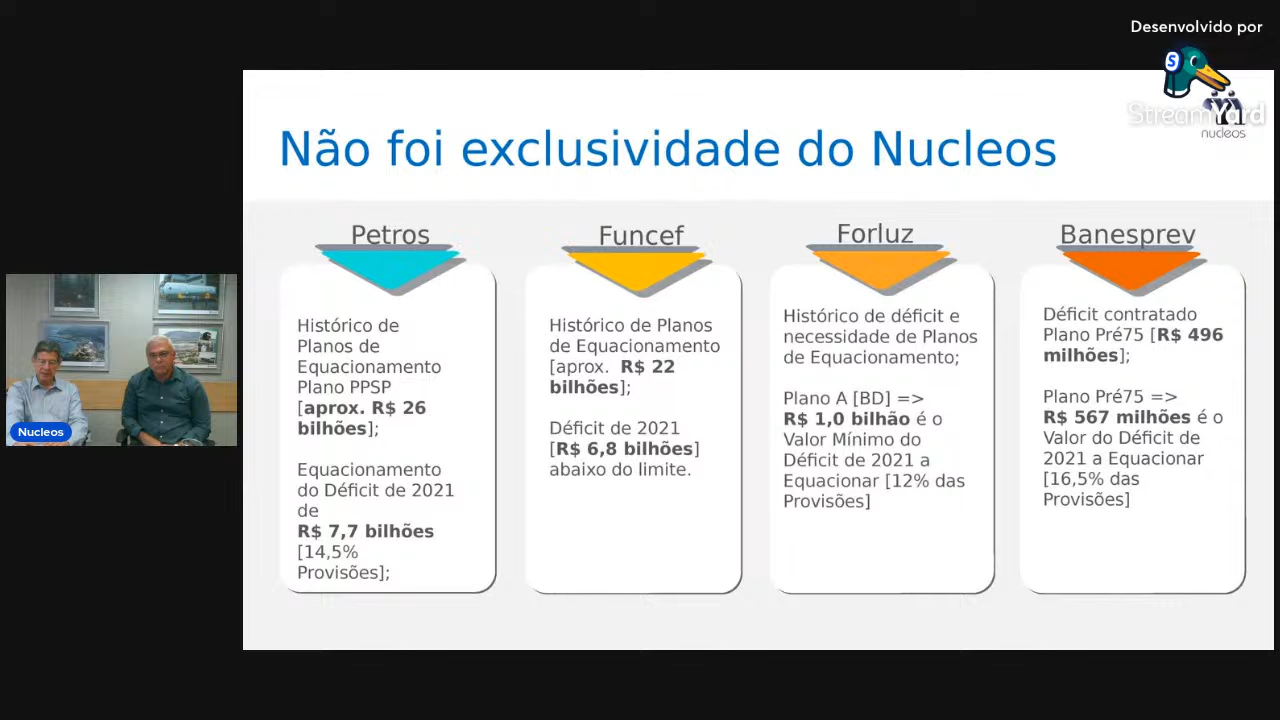 Desenvolvido por
StreamYard
nucleos
Não foi exclusividade do Nucleos
Petros
Histórico de
Planos de
Equacionamento
Plano PPSP
[aprox. R$ 26
bilhões];
Equacionamento
do Déficit de 2021
de
R$ 7,7 bilhões
[14,5%
Provisões];
Funcef
Histórico de Planos
de Equacionamento
[aprox. R$ 22
bilhões];
Déficit de 2021
[R$ 6,8 bilhões]
abaixo do limite.
Forluz
Histórico de déficit e
necessidade de Planos
de Equacionamento;
Plano A [BD] =>
R$ 1,0 bilhão é o
Valor Mínimo do
Déficit de 2021 a
Equacionar [12% das
Provisões]
Banesprev
Déficit contratado
Plano Pré75 [R$ 496
milhões];
Plano Pré75 =>
R$ 567 milhões é o
Valor do Déficit de
2021 a Equacionar
[16,5% das
Provisões]
Nucleos